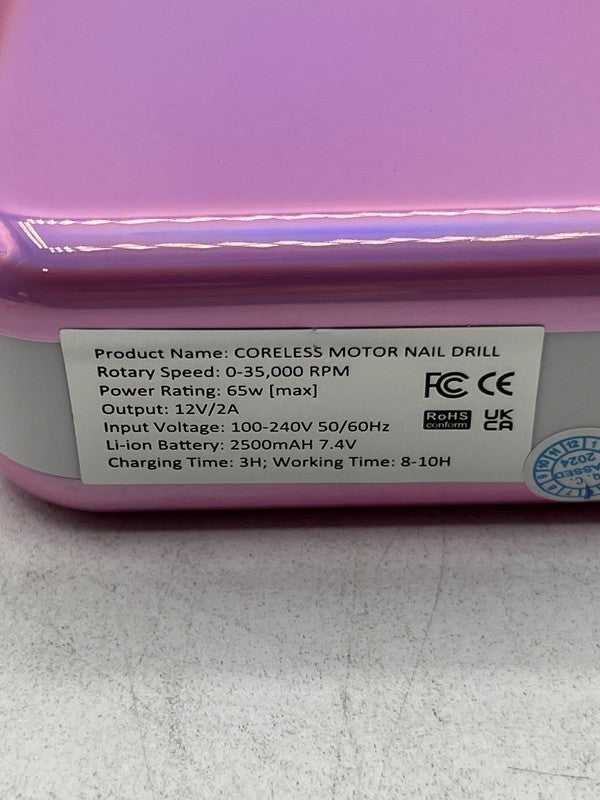 Product Name: CORELESS MOTOR NAIL DRILL
Rotary Speed: 0-35,000 RPM
Power Rating: 65w [max]
Output: 12V/2A
Input Voltage: 100-240V 50/60Hz
Li-ion Battery: 2500mAH 7.4V
Charging Time: 3H; Working Time: 8-10H
FC CE
RoHS
conform
UK
CA
2024